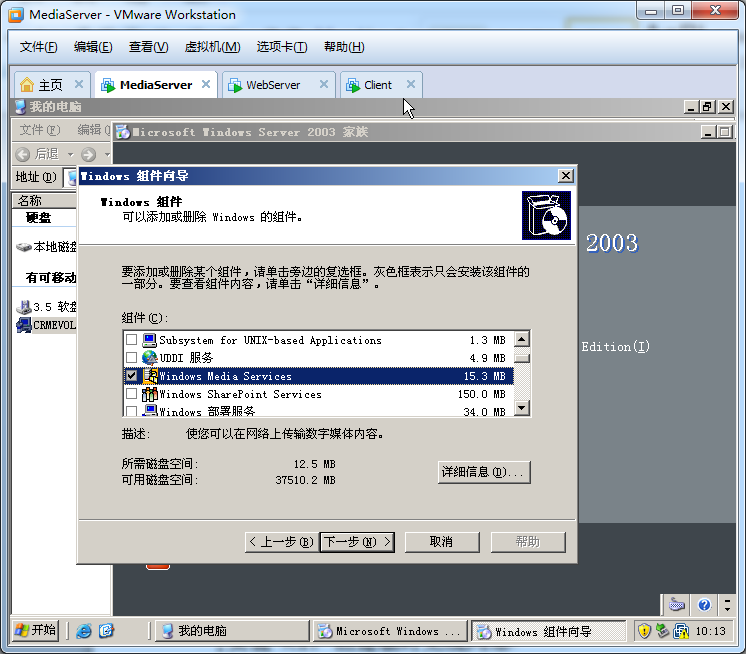 MediaServer - VMware Workstation
文件(F) 编辑(E) 查看(V) 虚拟机(M) 选项卡(T) 帮助(H)
主页 MediaServer WebServer Client
我的电脑
文件(F) 编辑(
Microsoft Windows Server 2003 家族
后退
地址(D)
Windows 组件向导
名称
Windows 组件
可以添加或删除 Windows 的组件。
硬盘
2003
本地磁盘
要添加或删除某个组件，请单击旁边的复选框。灰色框表示只会安装该组件的
一部分。要查看组件内容，请单击“详细信息”。
有可移动
组件(C):
3.5 软盘
CRMEVOL
Subsystem for UNIX-based Applications 1.3 MB
Edition(I)
UDDI 服务 4.9 MB
Windows Media Services 15.3 MB
Windows SharePoint Services 150.0 MB
Windows 部署服务 34.0 MB
描述: 使您可以在网络上传输数字媒体内容。
所需磁盘空间: 12.5 MB
可用磁盘空间: 37510.2 MB
详细信息(D)...
< 上一步(B) 下一步(N) > 取消 帮助
开始 我的电脑 Microsoft Windows ... Windows 组件向导 10:13